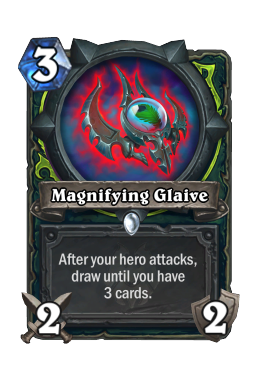 3
Magnifying Glaive
After your hero attacks,
draw until you have
3 cards.
2 2